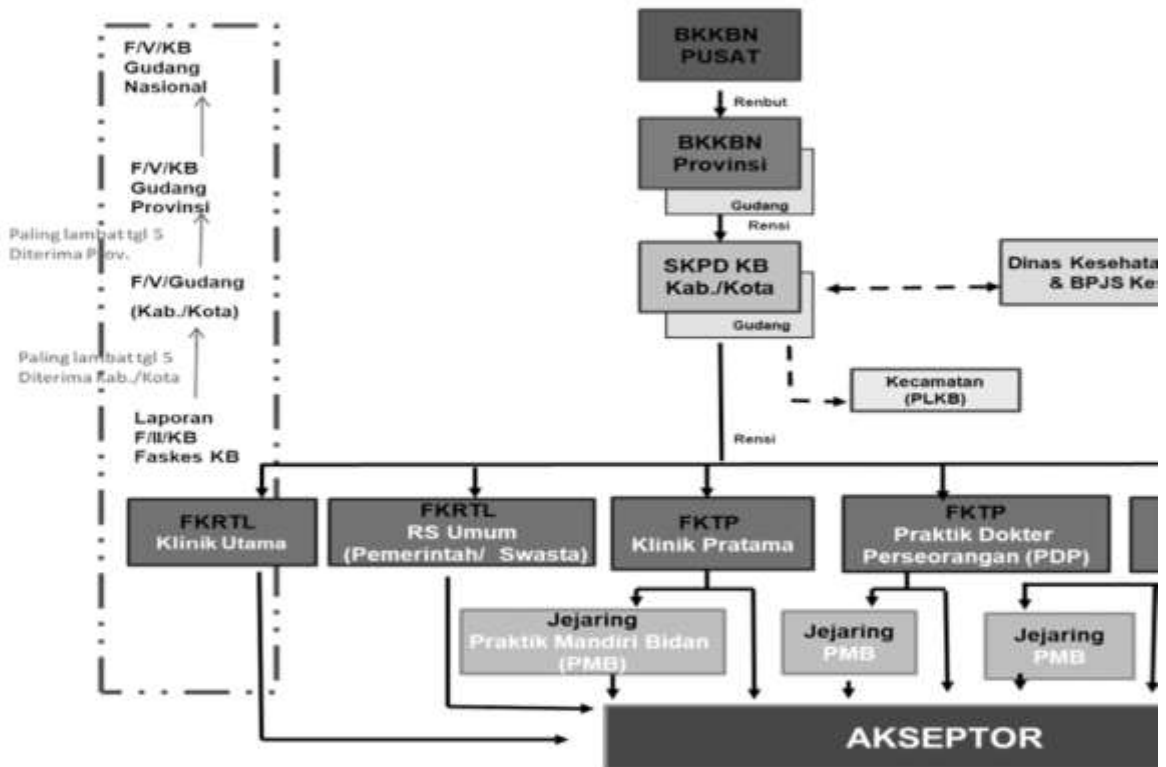 F/V/KB
Gudang
Nasional
F/V/KB
Gudang
Provinsi
Paling lambat tgl 5
Diterima Prov.
F/V/Gudang
(Kab./Kota)
Paling lambat tgl 5
Diterima Kab./Kota
Laporan
F/II/KB
Faskes KB
BKKBN
PUSAT
Renbut
BKKBN
Provinsi
Gudang
Rensi
SKPD KB
Kab./Kota
Gudang
Dinas Kesehata
& BPJS Kes
Kecamatan
(PLKB)
Rensi
FKRTL
Klinik Utama
FKRTL
RS Umum
(Pemerintah/ Swasta)
FKTP
Klinik Pratama
FKTP
Praktik Dokter
Perseorangan (PDP)
Jejaring
Praktik Mandiri Bidan
(PMB)
Jejaring
PMB
Jejaring
PMB
AKSEPTOR